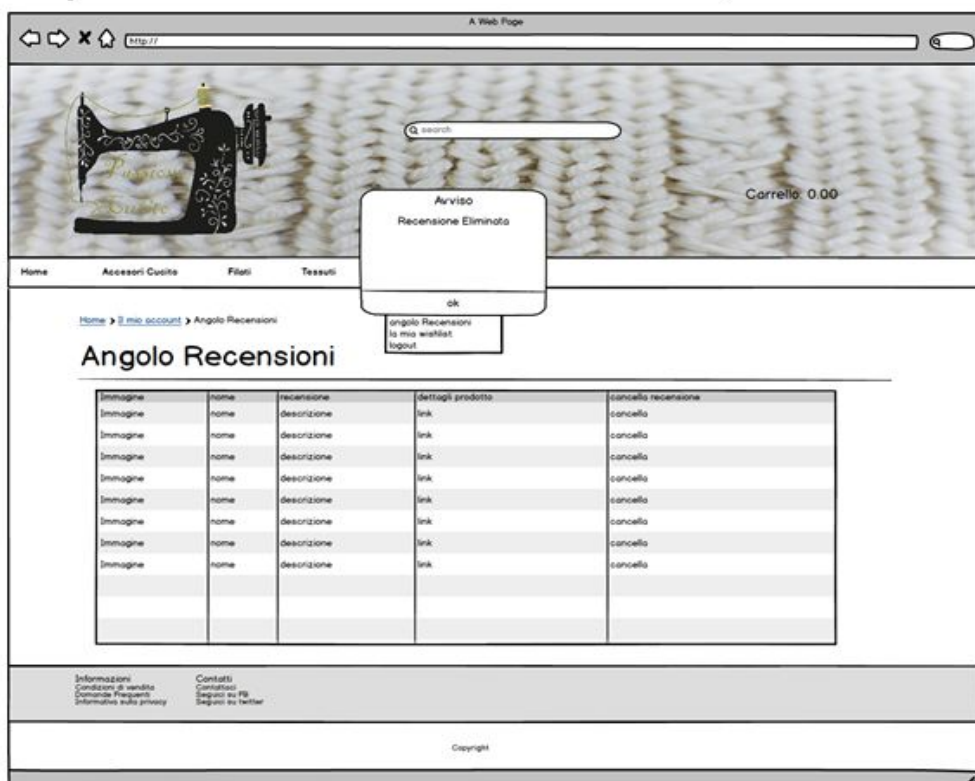 A Web Page
http://
search
Passione
Cucito
Carrello: 0.00
Avviso
Recensione Eliminata
ok
Home Accesori Cucito Filati Tessuti
angolo Recensioni
la mia wishlist
logout
Home > Il mio account > Angolo Recensioni
Angolo Recensioni
Immagine nome recensione dettagli prodotto cancella recensione
Immagine nome descrizione link cancella
Immagine nome descrizione link cancella
Immagine nome descrizione link cancella
Immagine nome descrizione link cancella
Immagine nome descrizione link cancella
Immagine nome descrizione link cancella
Immagine nome descrizione link cancella
Immagine nome descrizione link cancella
Informazioni
Condizioni di vendita
Domande Frequenti
Informativa sulla privacy
Contatti
Contattaci
Seguici su FB
Seguici su twitter
Copyright